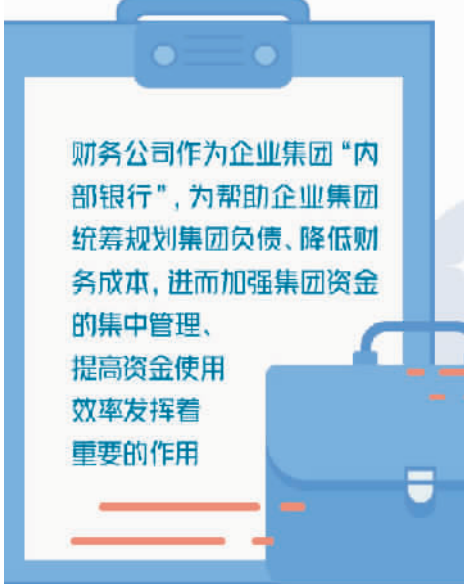 财务公司作为企业集团“内
部银行”，为帮助企业集团
统筹规划集团负债、降低财
务成本，进而加强集团资金
的集中管理、
提高资金使用
效率发挥着
重要的作用